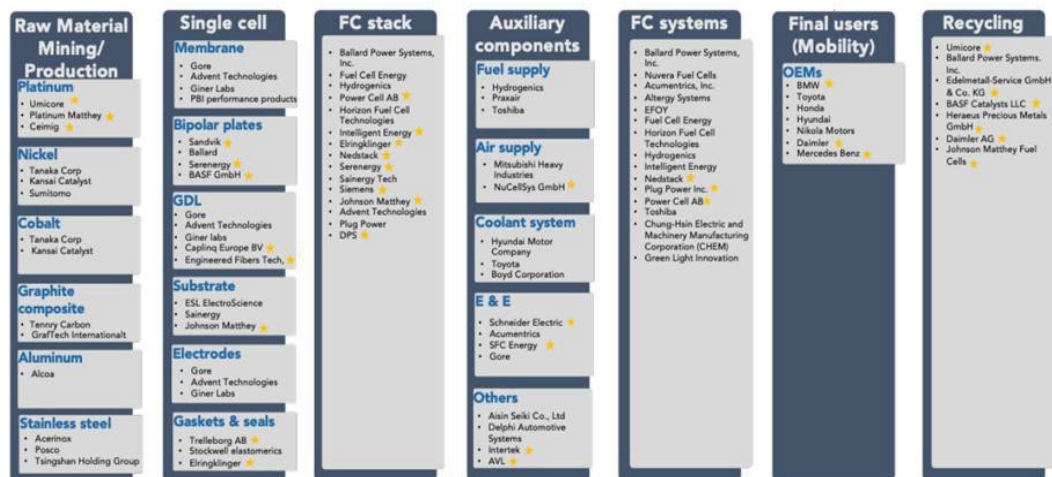 Raw Material
Mining/
Production
Platinum
• Umicore
• Platinum Matthey
• Ceimig
Nickel
• Tanaka Corp
• Kansai Catalyst
• Sumitomo
Cobalt
• Tanaka Corp
• Kansai Catalyst
Graphite
composite
• Tennry Carbon
• GrafTech Internationalt
Aluminum
• Alcoa
Stainless steel
• Acerinox
• Posco
• Tsingshan Holding Group
Single cell
Membrane
• Gore
• Advent Technologies
• Giner Labs
• PBI performance products
Bipolar plates
• Sandvik
• Ballard
• Serenergy
• BASF GmbH
GDL
• Gore
• Advent Technologies
• Giner labs
• Caplinq Europe BV
• Engineered Fibers Tech,
Substrate
• ESL ElectroScience
• Sainergy
• Johnson Matthey
Electrodes
• Gore
• Advent Technologies
• Giner Labs
Gaskets & seals
• Trelleborg AB
• Stockwell elastomerics
• Elringklinger
FC stack
• Ballard Power Systems,
Inc.
• Fuel Cell Energy
• Hydrogenics
• Power Cell AB
• Horizon Fuel Cell
Technologies
• Intelligent Energy
• Elringklinger
• Nedstack
• Serenergy
• Sainergy Tech
• Siemens
• Johnson Matthey
• Advent Technologies
• Plug Power
• DPS
Auxiliary
components
Fuel supply
• Hydrogenics
• Praxair
• Toshiba
Air supply
• Mitsubishi Heavy
Industries
• NuCellSys GmbH
Coolant system
• Hyundai Motor
Company
• Toyota
• Boyd Corporation
E & E
• Schneider Electric
• Acumentrics
• SFC Energy
• Gore
Others
• Aisin Seiki Co., Ltd
• Delphi Automotive
Systems
• Intertek
• AVL
FC systems
• Ballard Power Systems,
Inc.
• Nuvera Fuel Cells
• Acumentrics, Inc.
• Altergy Systems
• EFOY
• Fuel Cell Energy
• Horizon Fuel Cell
Technologies
• Hydrogenics
• Intelligent Energy
• Nedstack
• Plug Power Inc.
• Power Cell AB
• Toshiba
• Chung-Hsin Electric and
Machinery Manufacturing
Corporation (CHEM)
• Green Light Innovation
Final users
(Mobility)
OEMs
• BMW
• Toyota
• Honda
• Hyundai
• Nikola Motors
• Daimler
• Mercedes Benz
Recycling
• Umicore
• Ballard Power Systems.
Inc.
• Edelmetall-Service GmbH
& Co. KG
• BASF Catalysts LLC
• Heraeus Precious Metals
GmbH
• Daimler AG
• Johnson Matthey Fuel
Cells